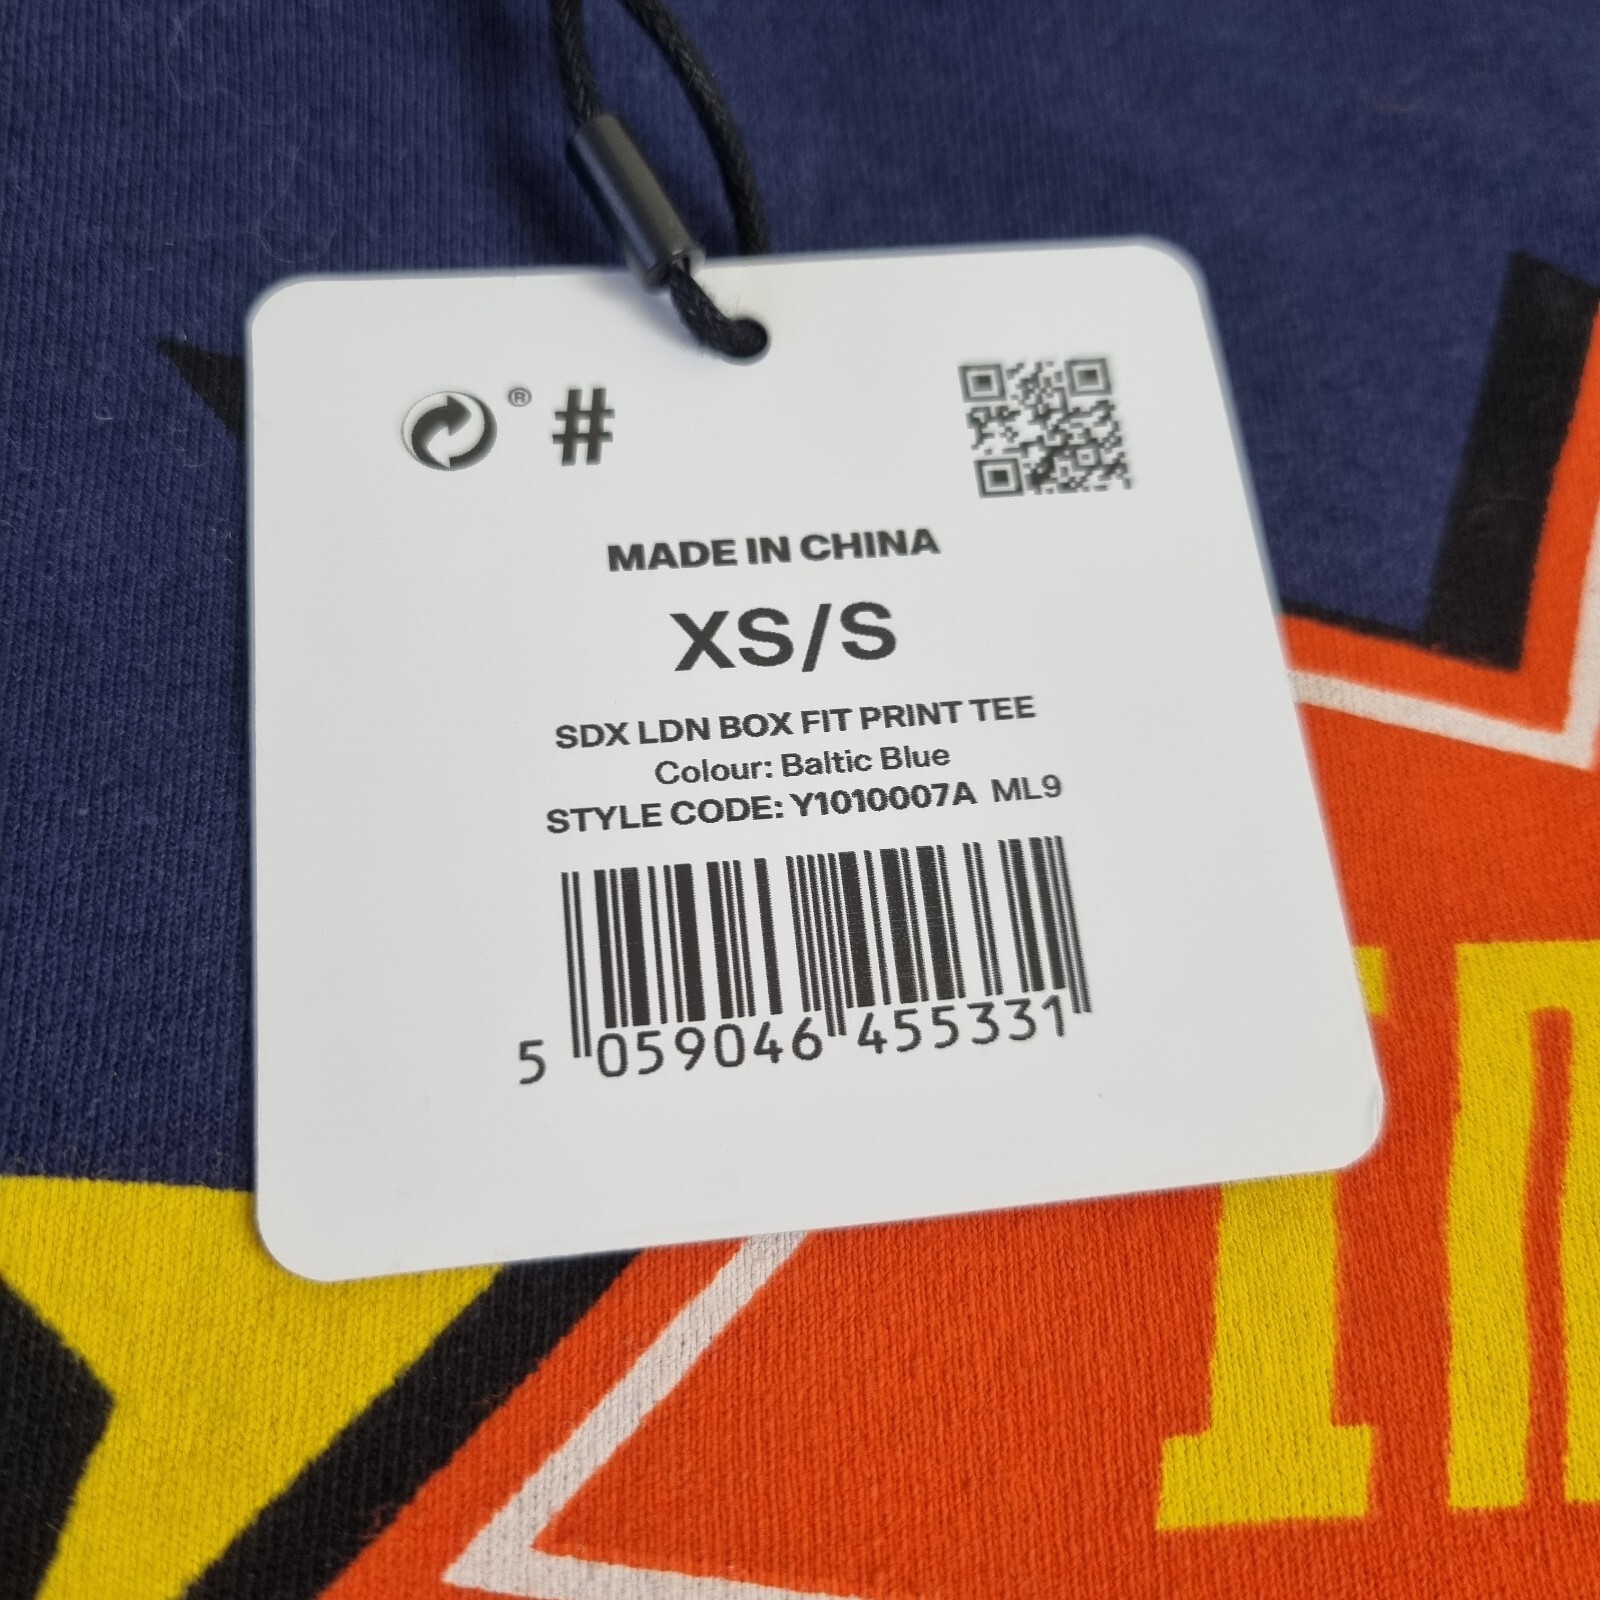 ® #
MADE IN CHINA
XS/S
SDX LDN BOX FIT PRINT TEE
Colour: Baltic Blue
STYLE CODE: Y1010007A ML9
5 059046 455331